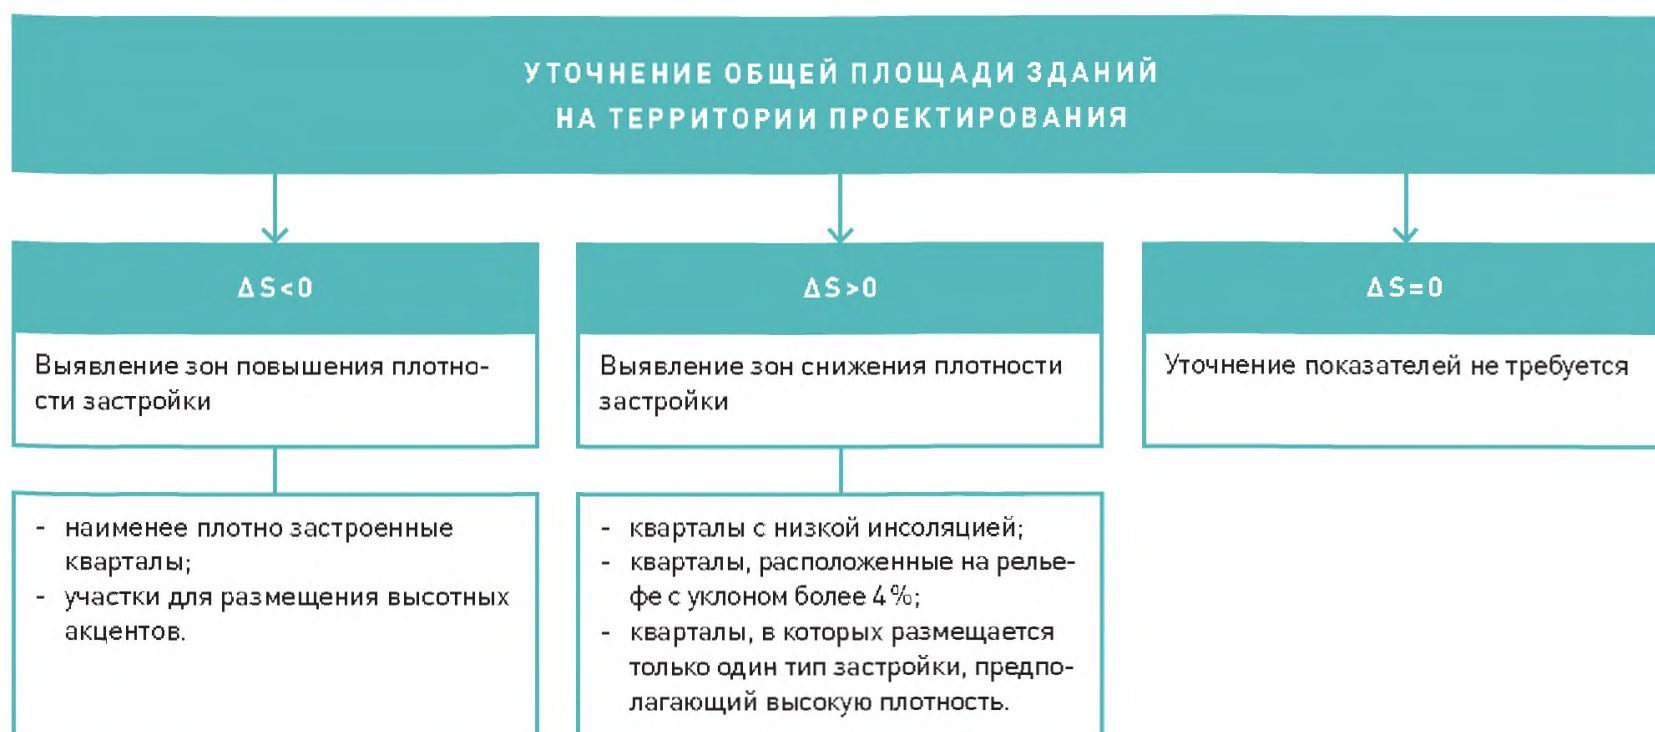 УТОЧНЕНИЕ ОБЩЕЙ ПЛОЩАДИ ЗДАНИЙ
НА ТЕРРИТОРИИ ПРОЕКТИРОВАНИЯ
ΔS<0
Выявление зон повышения плотно-
сти застройки
- наименее плотно застроенные
кварталы;
- участки для размещения высотных
акцентов.
ΔS>0
Выявление зон снижения плотности
застройки
- кварталы с низкой инсоляцией;
- кварталы, расположенные на релье-
фе с уклоном более 4%;
- кварталы, в которых размещается
только один тип застройки, предпо-
лагающий высокую плотность.
ΔS=0
Уточнение показателей не требуется